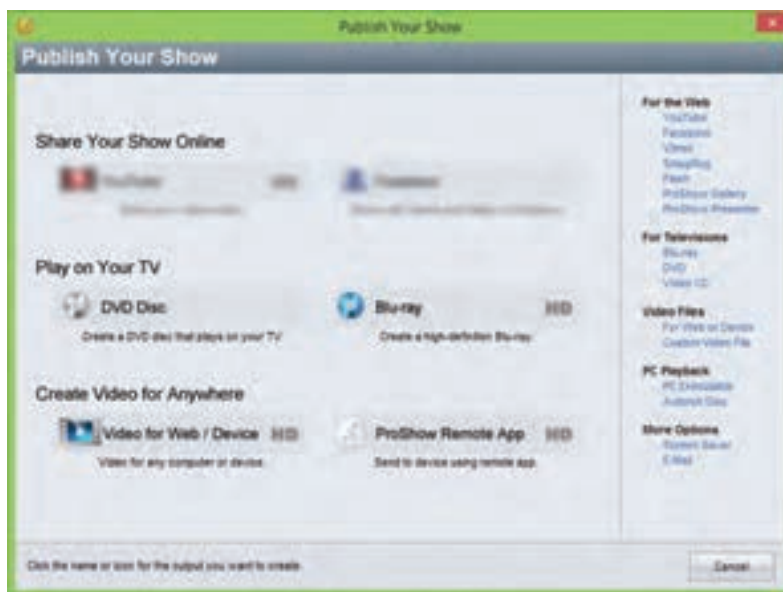 Publish Your Show
Publish Your Show
Share Your Show Online
YouTube
Facebook
Play on Your TV
DVD Disc
Create a DVD disc that plays on your TV.
Blu-ray HD
Create a high-definition Blu-ray.
Create Video for Anywhere
Video for Web / Device HD
Video for any computer or device.
ProShow Remote App HD
Send to device using remote app.
For the Web
YouTube
Facebook
Vimeo
SmugMug
Flash
ProShow Gallery
ProShow Presenter
For Televisions
Blu-ray
DVD
Video CD
Video Files
For Web or Device
Custom Video File
PC Playback
PC Executable
Autorun Disc
More Options
Screen Saver
E-Mail
Click the name or icon for the output you want to create.
Cancel